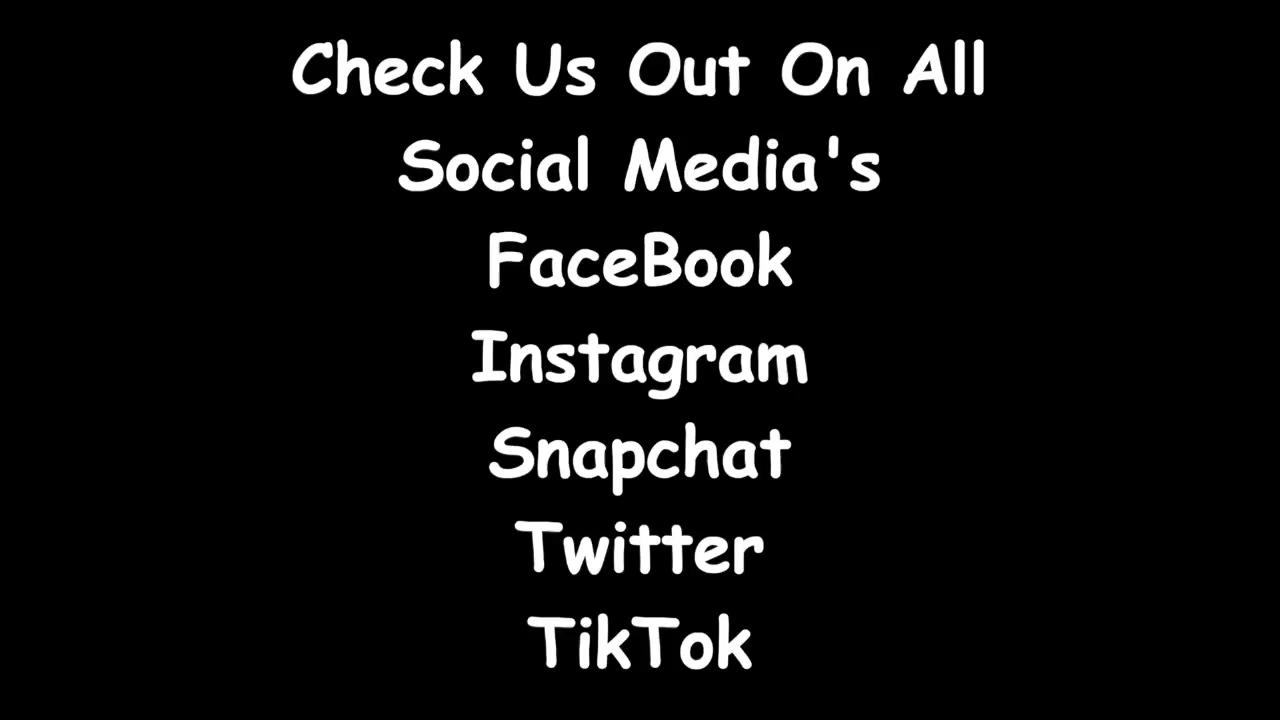 Check Us Out On All
Social Media's
FaceBook
Instagram
Snapchat
Twitter
TikTok